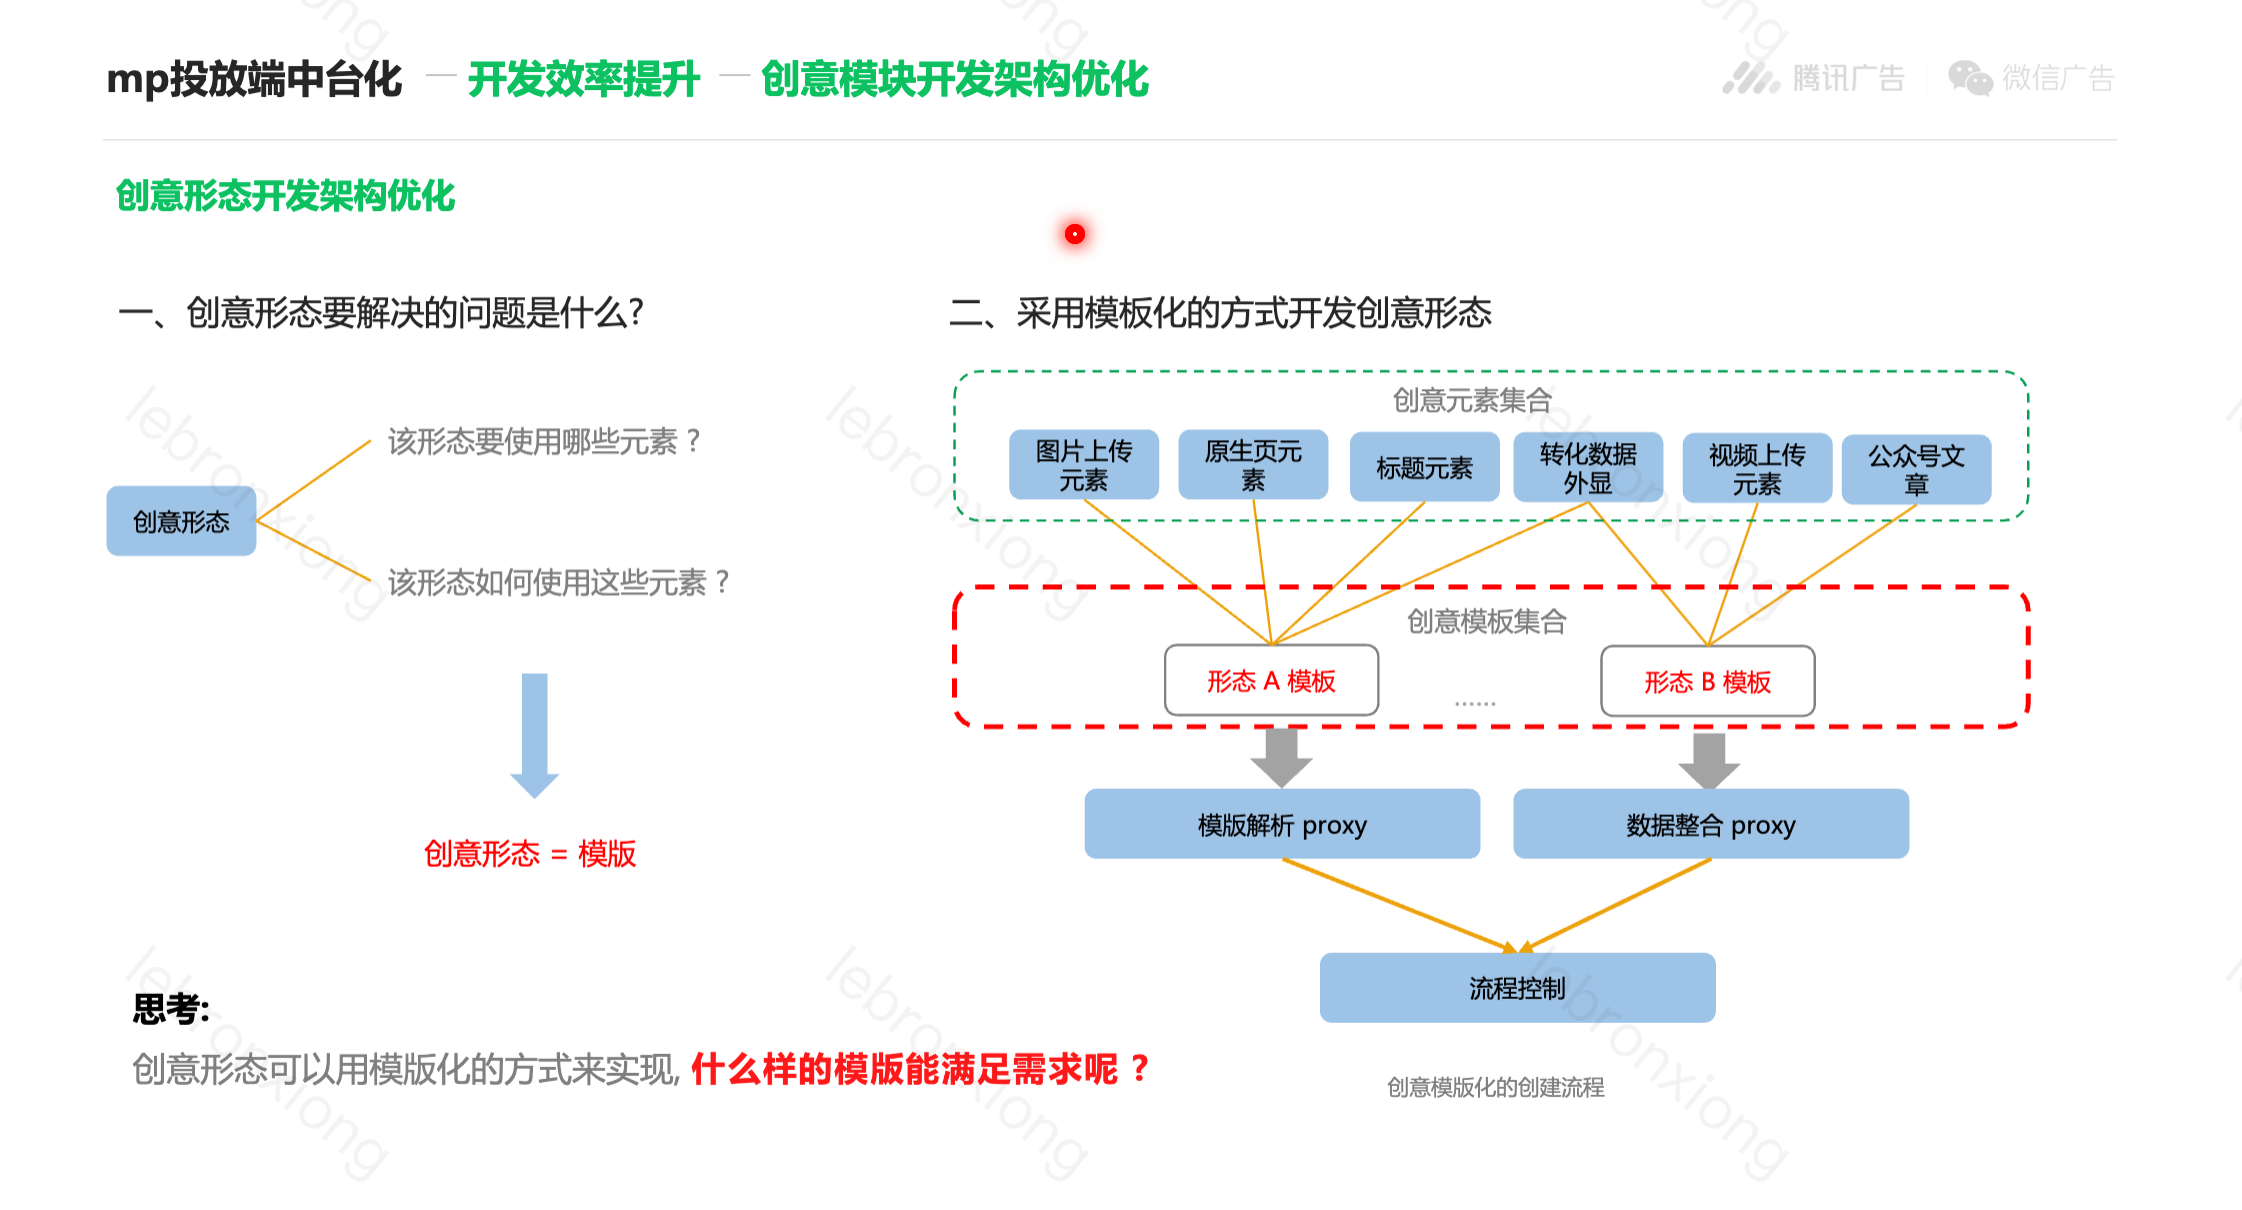 mp投放端中台化 — 开发效率提升 — 创意模块开发架构优化
腾讯广告 | 微信广告
创意形态开发架构优化
一、创意形态要解决的问题是什么?
创意形态
该形态要使用哪些元素？
该形态如何使用这些元素？
创意形态 = 模版
二、采用模板化的方式开发创意形态
创意元素集合
图片上传
元素
原生页元
素
标题元素
转化数据
外显
视频上传
元素
公众号文
章
创意模板集合
形态 A 模板
......
形态 B 模板
模版解析 proxy
数据整合 proxy
流程控制
创意模版化的创建流程
思考:
创意形态可以用模版化的方式来实现, 什么样的模版能满足需求呢？
lebronxiong
lebronxiong
lebronxiong
lebronxiong
lebronxiong
lebronxiong